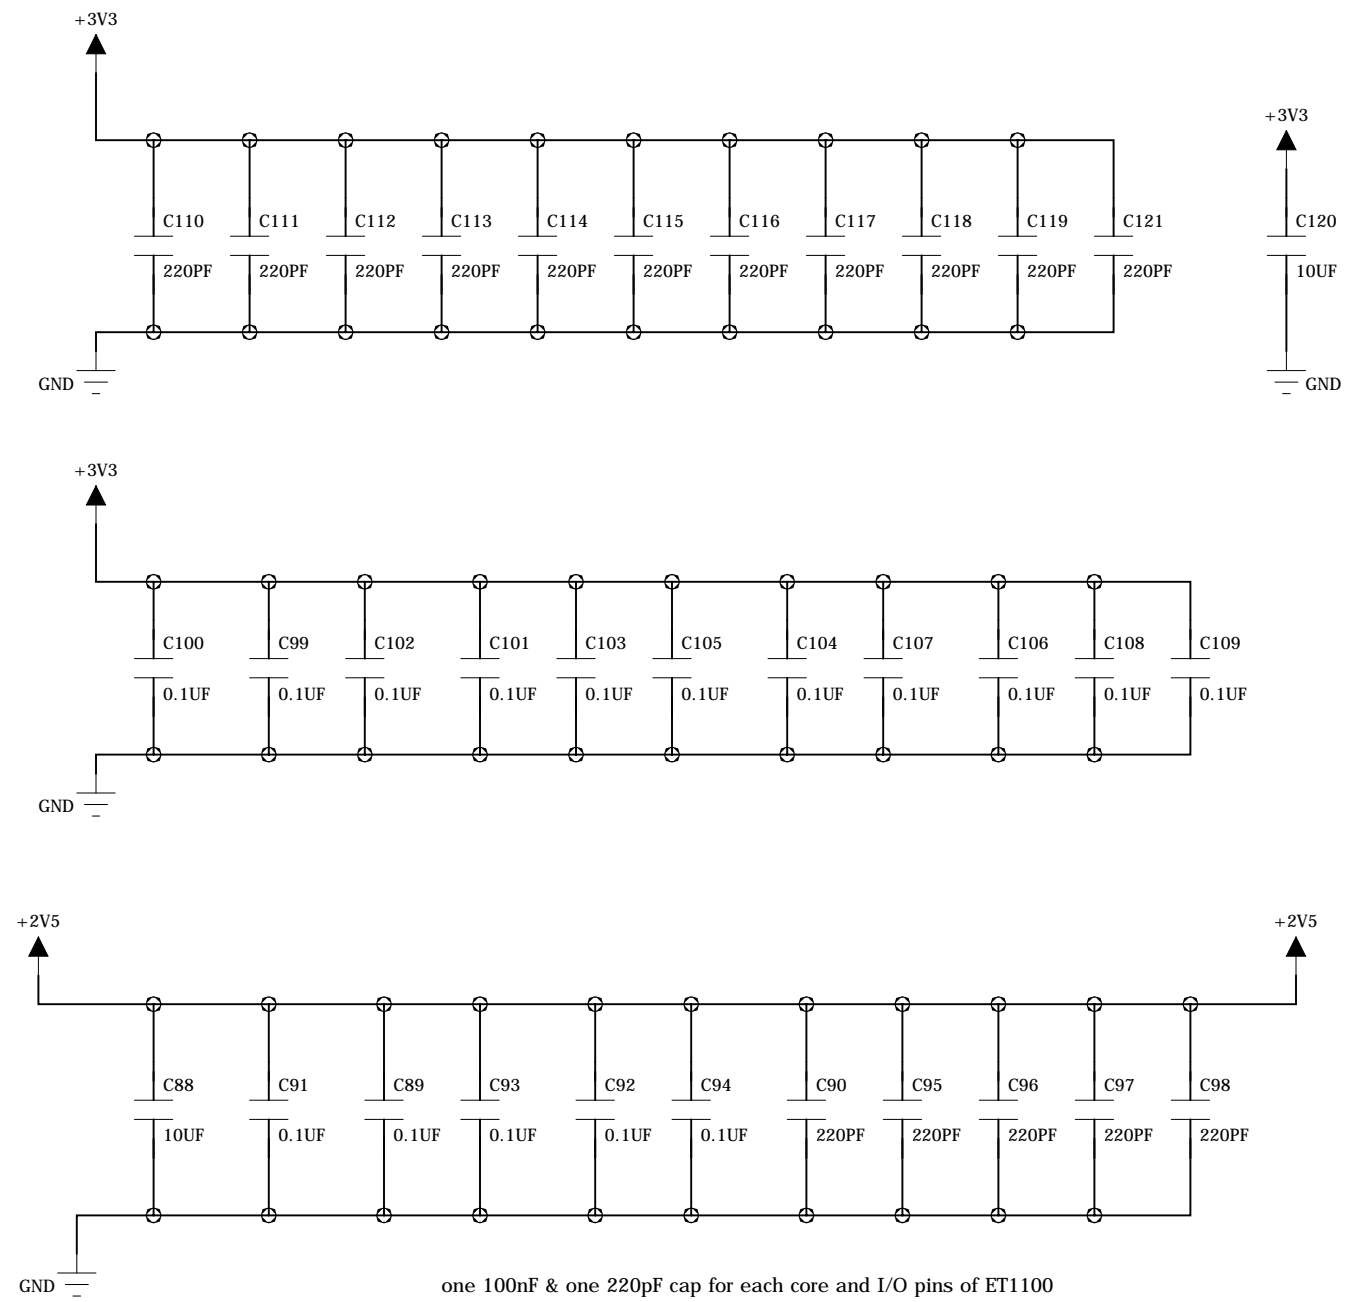 +3V3
+3V3
C110 C111 C112 C113 C114 C115 C116 C117 C118 C119 C121 C120
220PF 220PF 220PF 220PF 220PF 220PF 220PF 220PF 220PF 220PF 220PF 10UF
GND GND
+3V3
C100 C99 C102 C101 C103 C105 C104 C107 C106 C108 C109
0.1UF 0.1UF 0.1UF 0.1UF 0.1UF 0.1UF 0.1UF 0.1UF 0.1UF 0.1UF 0.1UF
GND
+2V5 +2V5
C88 C91 C89 C93 C92 C94 C90 C95 C96 C97 C98
10UF 0.1UF 0.1UF 0.1UF 0.1UF 0.1UF 220PF 220PF 220PF 220PF 220PF
GND one 100nF & one 220pF cap for each core and I/O pins of ET1100